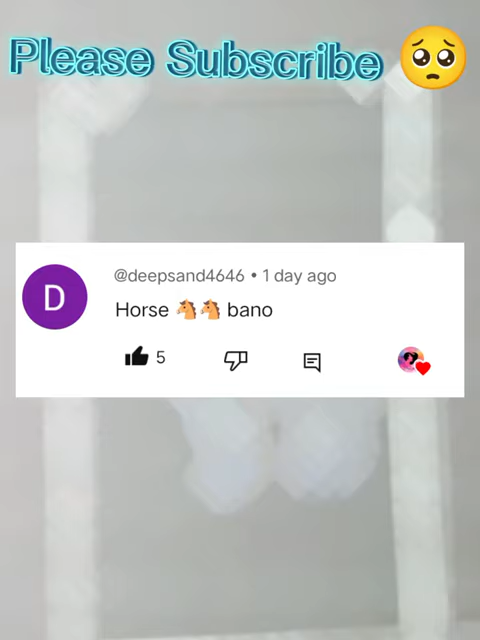 Please Subscribe 🥺
D
@deepsand4646 • 1 day ago
Horse 🐴🐴 bano
5